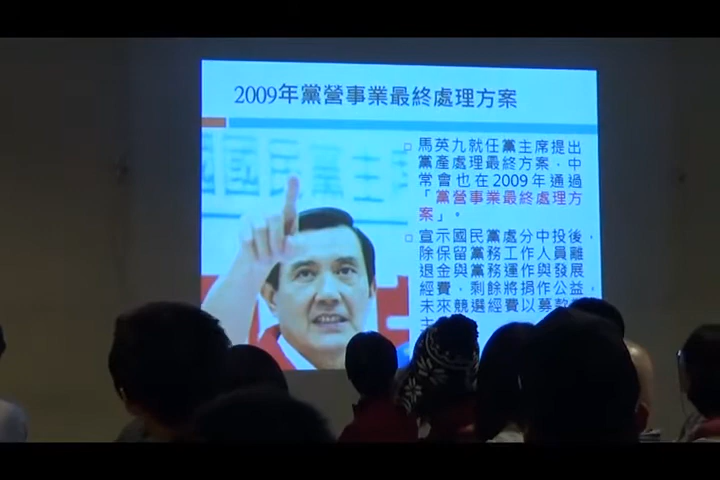 2009年黨營事業最終處理方案
國國民黨主
馬英九就任黨主席提出
黨產處理最終方案，中
常會也在2009年通過
「黨營事業最終處理方
案」。
宣示國民黨處分中投後，
除保留黨務工作人員離
退金與黨務運作與發展
經費，剩餘將捐作公益，
未來競選經費以募款
主